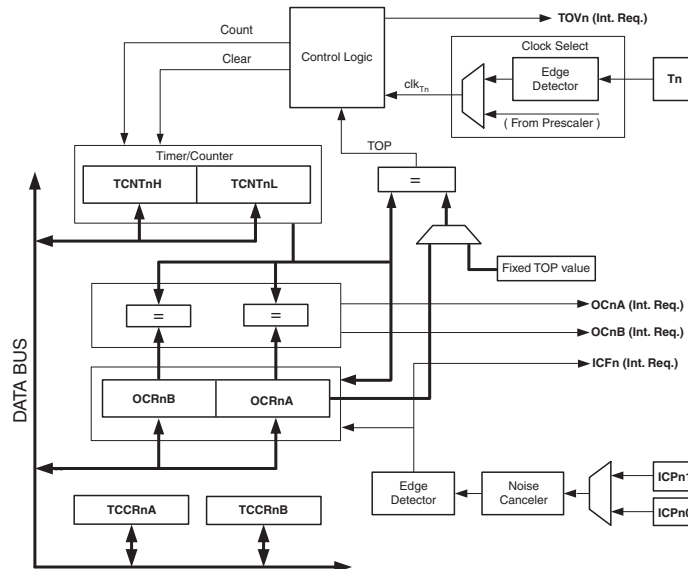 TOVn (Int. Req.)
Clock Select
Count
Clear
Control Logic
clkTn
Edge
Detector
Tn
( From Prescaler )
TOP
Timer/Counter
TCNTnH
TCNTnL
=
Fixed TOP value
=
=
OCnA (Int. Req.)
OCnB (Int. Req.)
ICFn (Int. Req.)
OCRnB
OCRnA
DATA BUS
Edge
Detector
Noise
Canceler
ICPn1
ICPn0
TCCRnA
TCCRnB